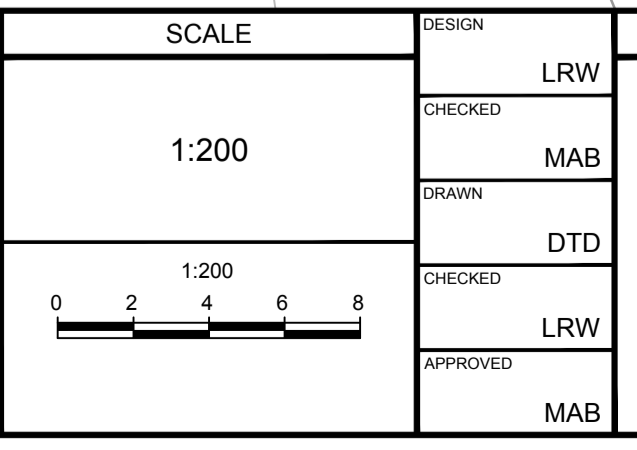 SCALE
1:200
1:200
0 2 4 6 8
DESIGN
LRW
CHECKED
MAB
DRAWN
DTD
CHECKED
LRW
APPROVED
MAB